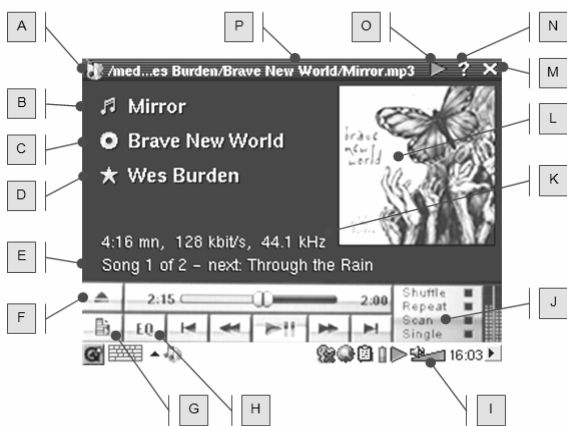 A
P
O
N
/med...es Burden/Brave New World/Mirror.mp3 ?
M
B
Mirror
C
Brave New World
brave new world
L
D
Wes Burden
K
4:16 mn, 128 kbit/s, 44.1 kHz
E
Song 1 of 2 – next: Through the Rain
F
2:15 2:00
Shuffle
Repeat
Scan
Single
J
EQ
16:03
G
H
I